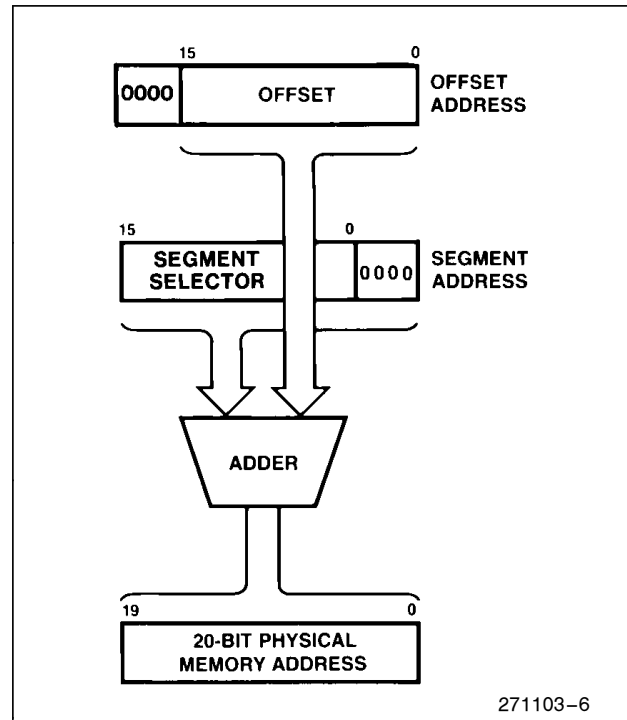 15 0
0000 OFFSET OFFSET
ADDRESS
15 0
SEGMENT
SELECTOR
0000
SEGMENT
ADDRESS
ADDER
19 0
20-BIT PHYSICAL
MEMORY ADDRESS
271103-6